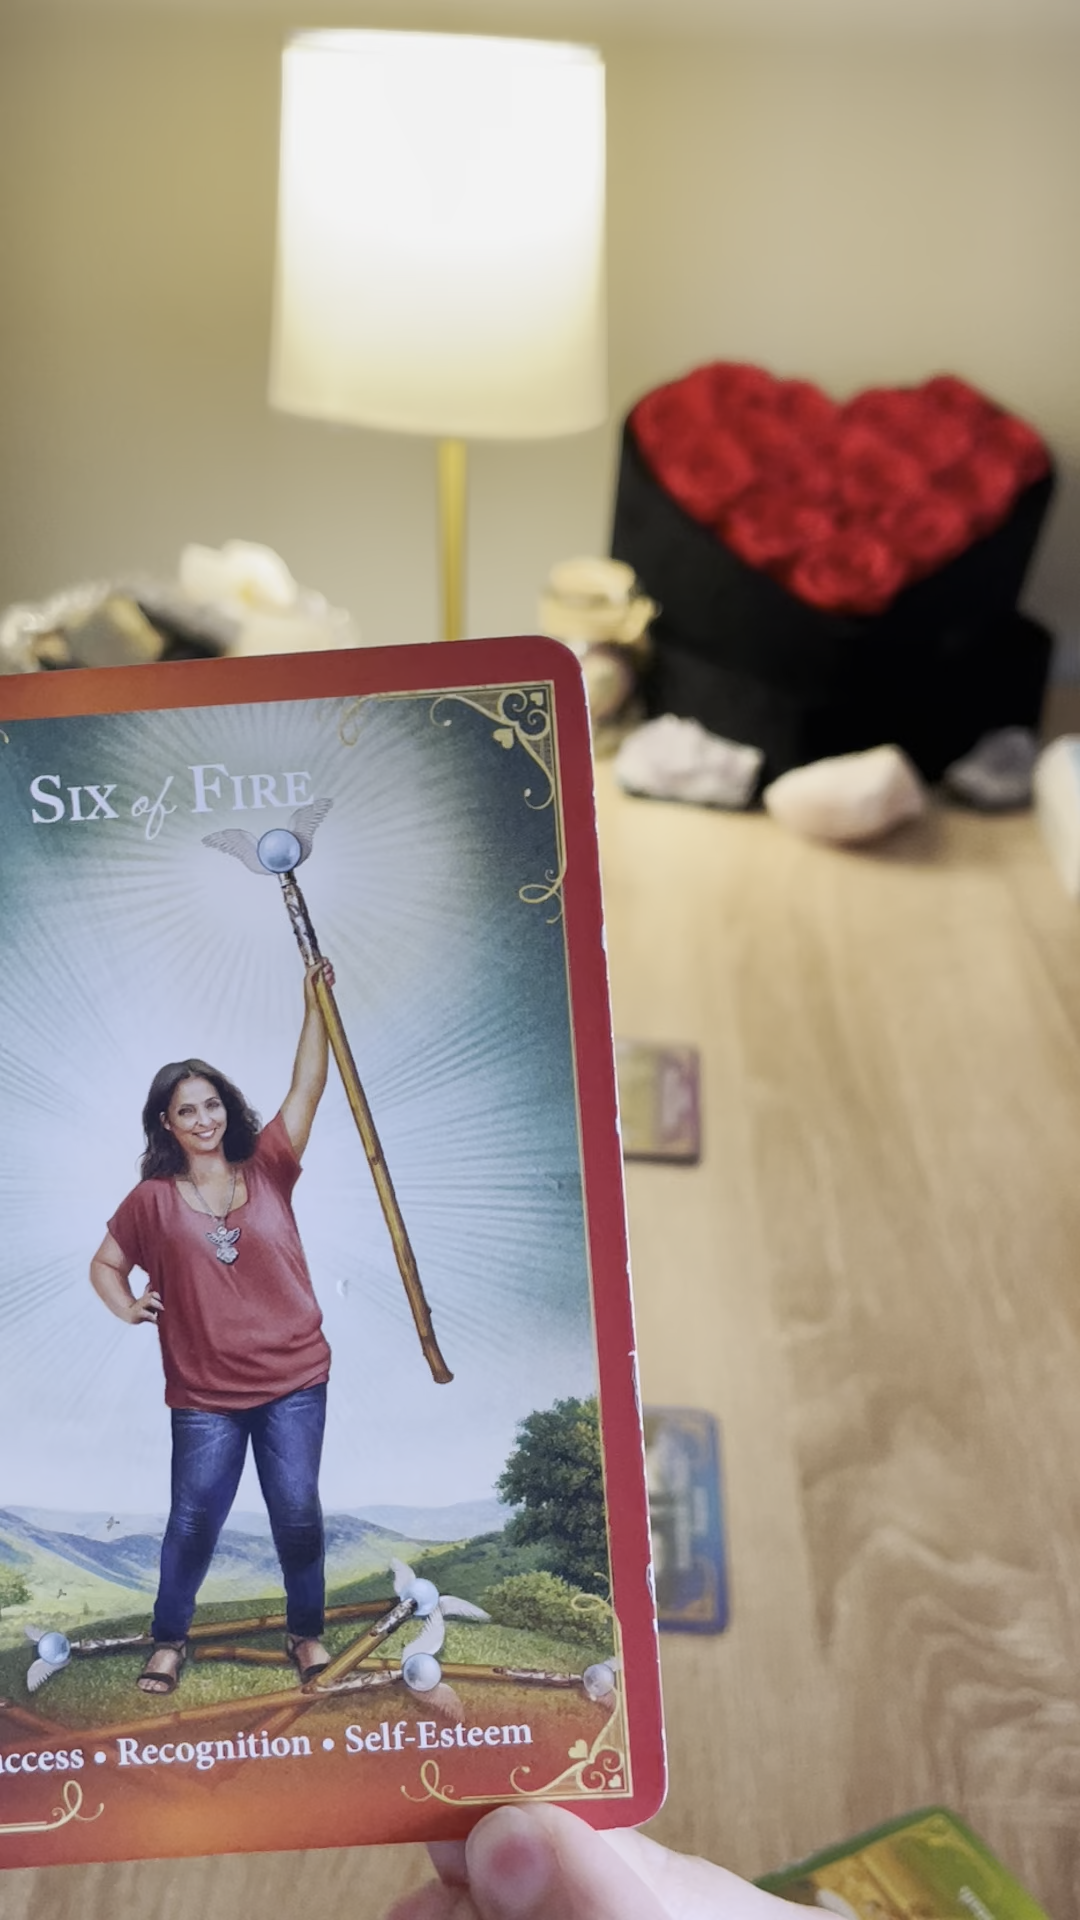 Six of Fire
ccess • Recognition • Self-Esteem